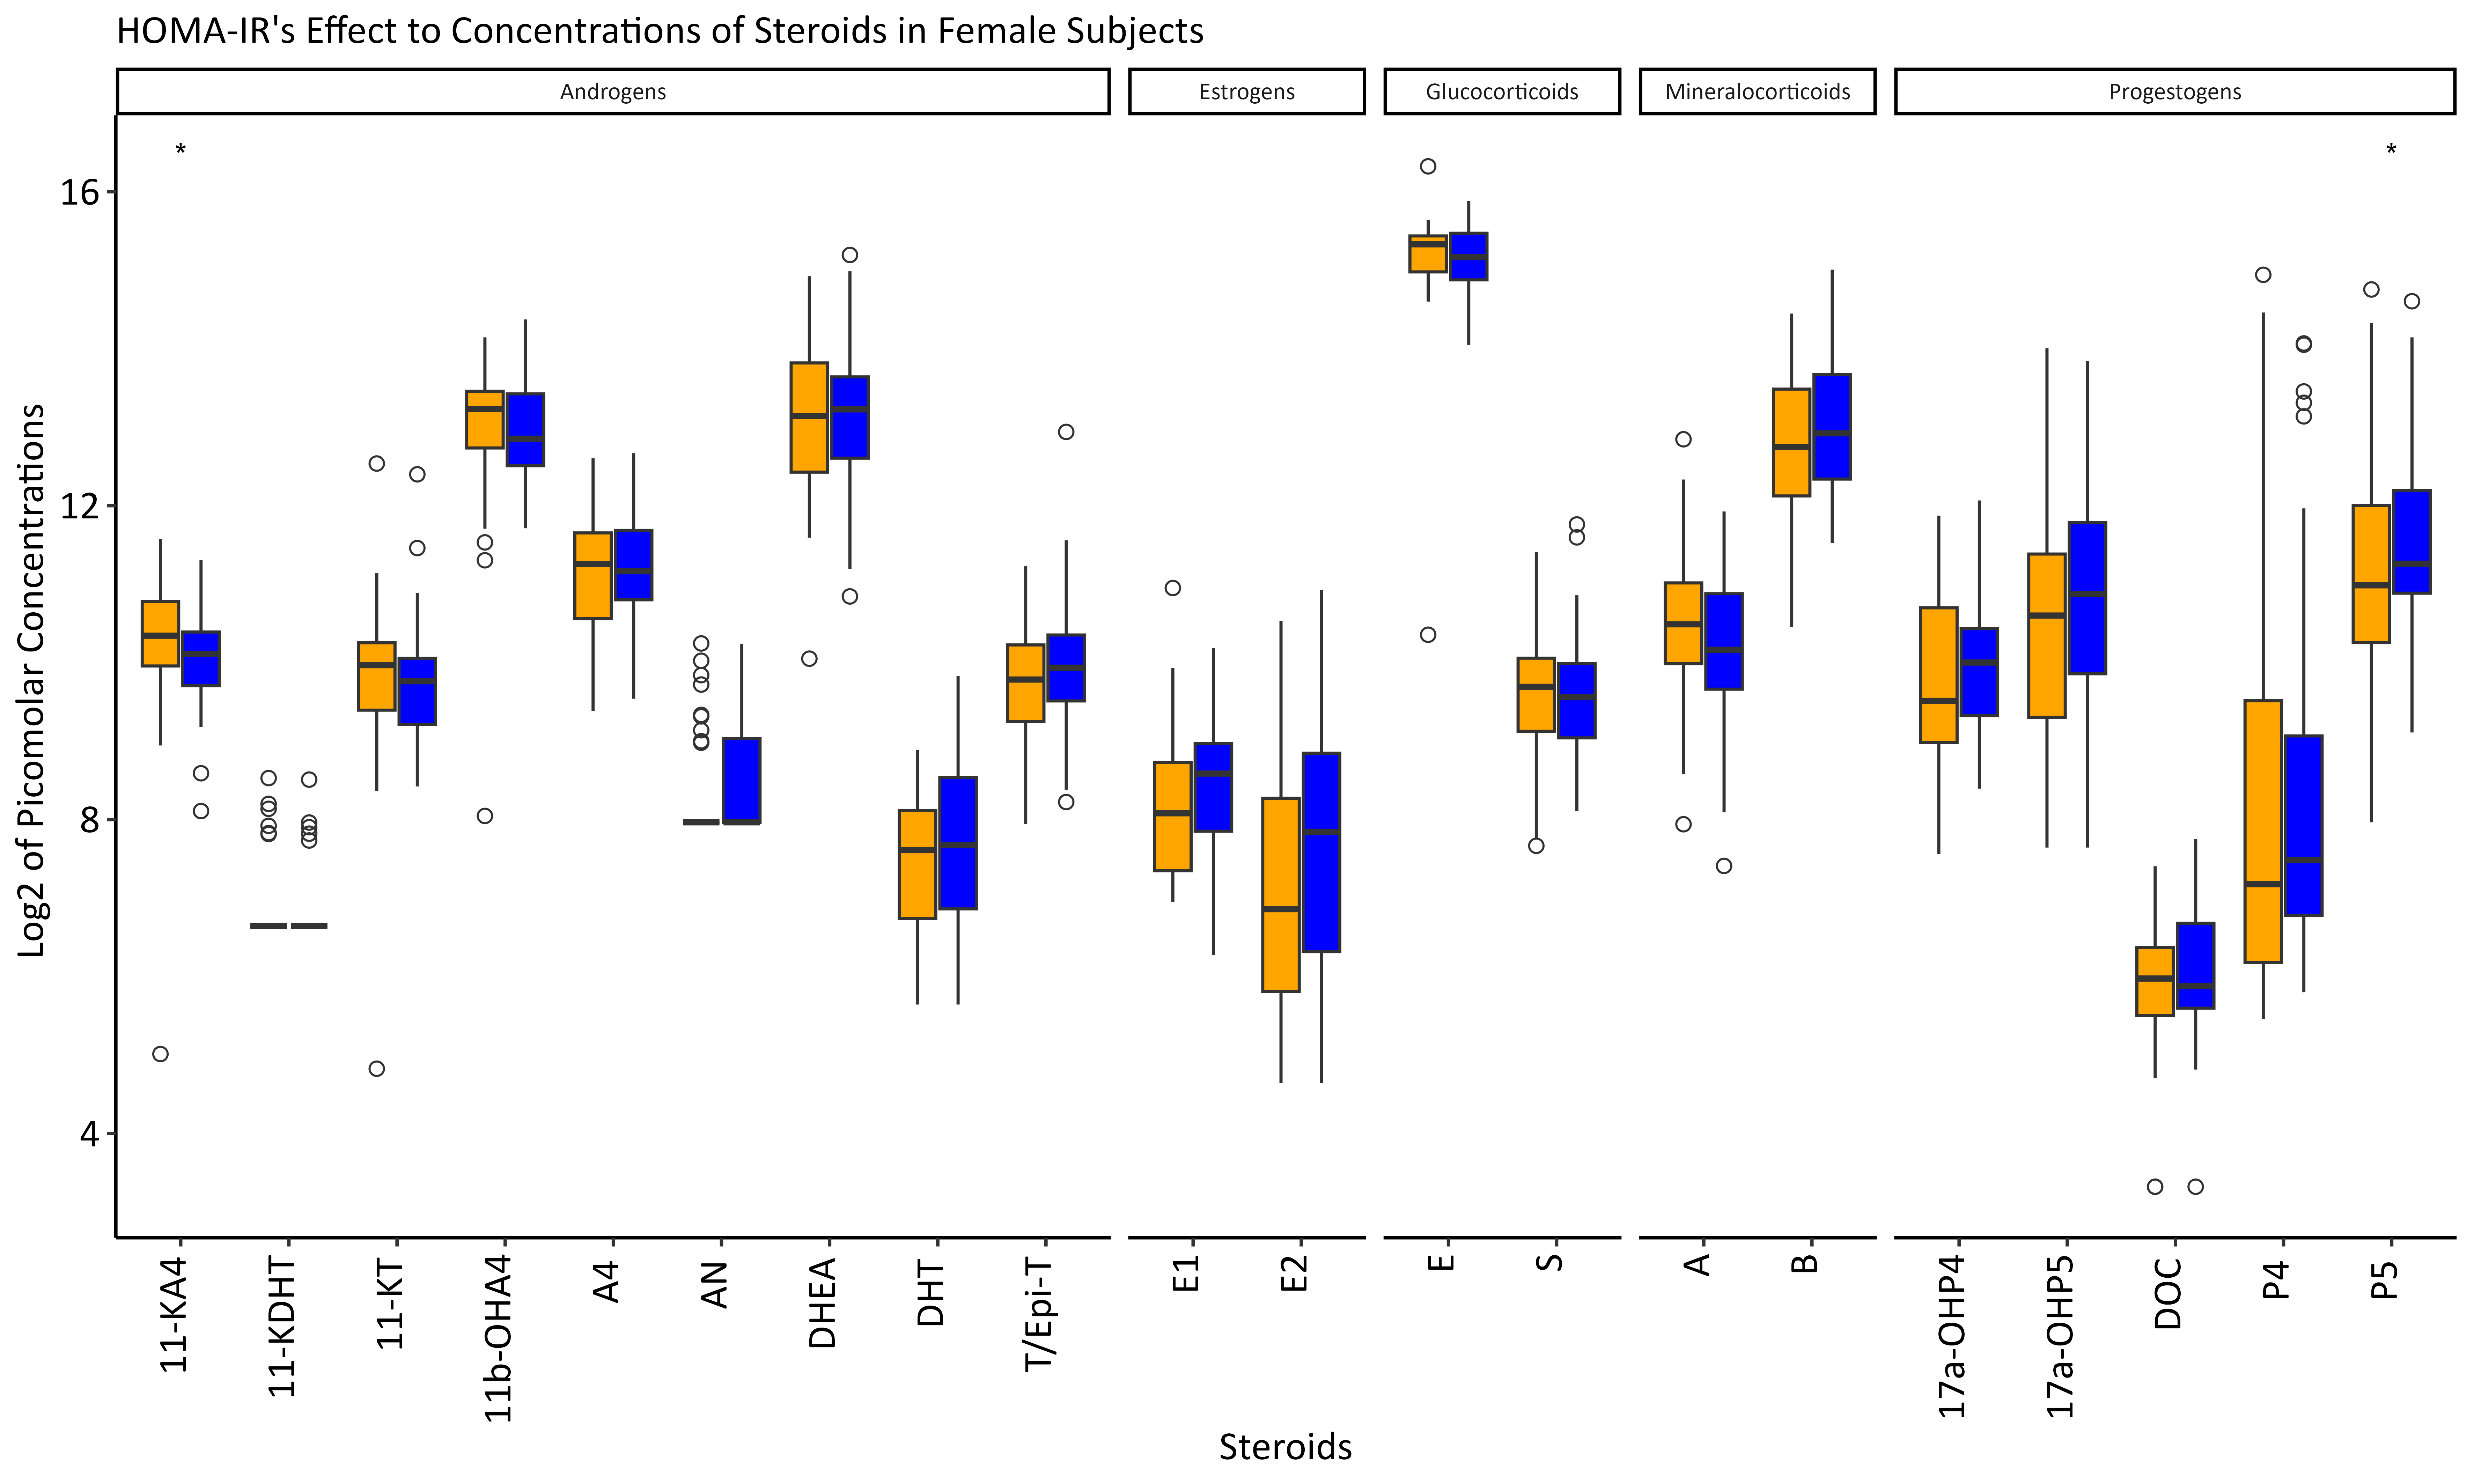 HOMA-IR's Effect to Concentrations of Steroids in Female Subjects
Androgens
Estrogens
Glucocorticoids
Mineralocorticoids
Progestogens
*
*
16
12
8
4
Log2 of Picomolar Concentrations
11-KA4
11-KDHT
11-KT
11b-OHA4
A4
AN
DHEA
DHT
T/Epi-T
E1
E2
E
S
A
B
17a-OHP4
17a-OHP5
DOC
P4
P5
Steroids